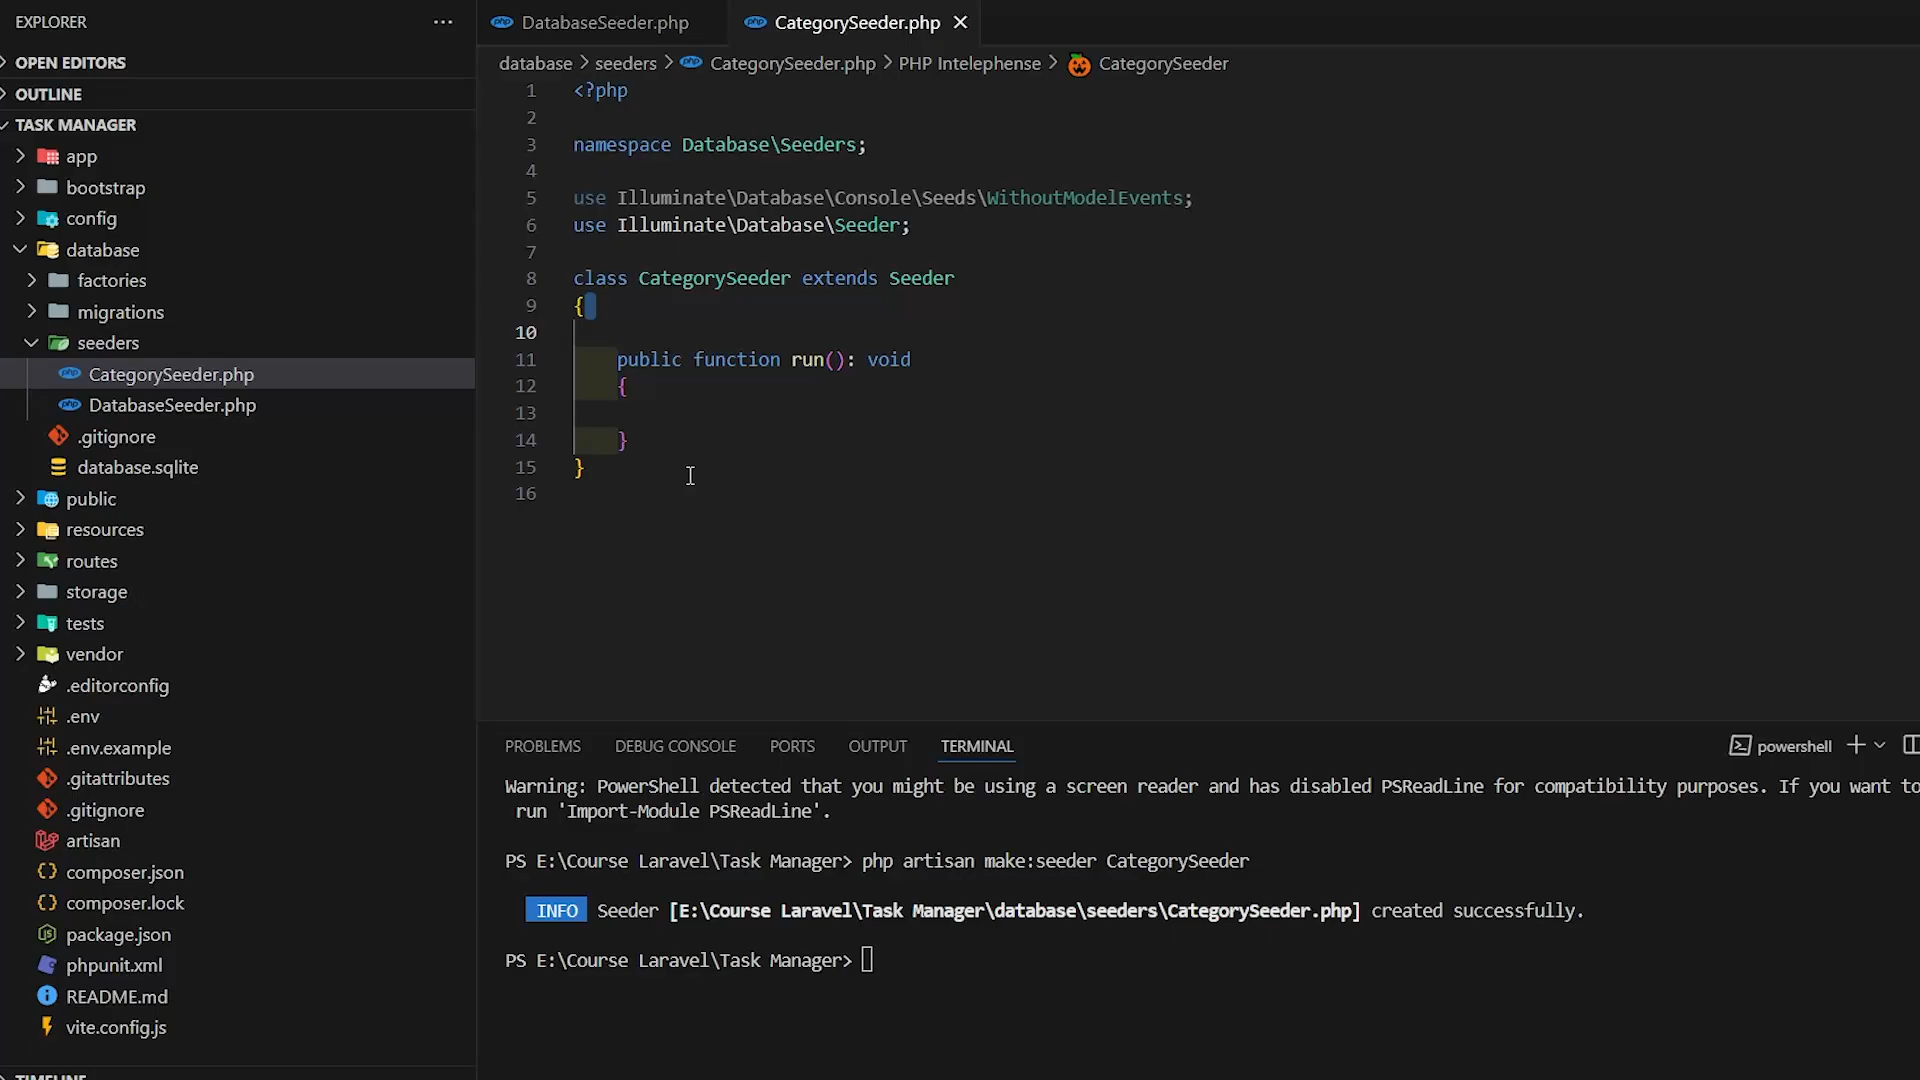 EXPLORER
OPEN EDITORS
OUTLINE
TASK MANAGER
app
bootstrap
config
database
factories
migrations
seeders
CategorySeeder.php
DatabaseSeeder.php
.gitignore
database.sqlite
public
resources
routes
storage
tests
vendor
.editorconfig
.env
.env.example
.gitattributes
.gitignore
artisan
composer.json
composer.lock
package.json
phpunit.xml
README.md
vite.config.js
TIMELINE
DatabaseSeeder.php
CategorySeeder.php
database > seeders > CategorySeeder.php > PHP Intelephense > CategorySeeder
1 <?php
2
3 namespace Database\Seeders;
4
5 use Illuminate\Database\Console\Seeds\WithoutModelEvents;
6 use Illuminate\Database\Seeder;
7
8 class CategorySeeder extends Seeder
9 {
10
11 public function run(): void
12 {
13
14 }
15 }
16
PROBLEMS DEBUG CONSOLE PORTS OUTPUT TERMINAL
powershell
Warning: PowerShell detected that you might be using a screen reader and has disabled PSReadLine for compatibility purposes. If you want to
run 'Import-Module PSReadLine'.
PS E:\Course Laravel\Task Manager> php artisan make:seeder CategorySeeder
INFO Seeder [E:\Course Laravel\Task Manager\database\seeders\CategorySeeder.php] created successfully.
PS E:\Course Laravel\Task Manager>